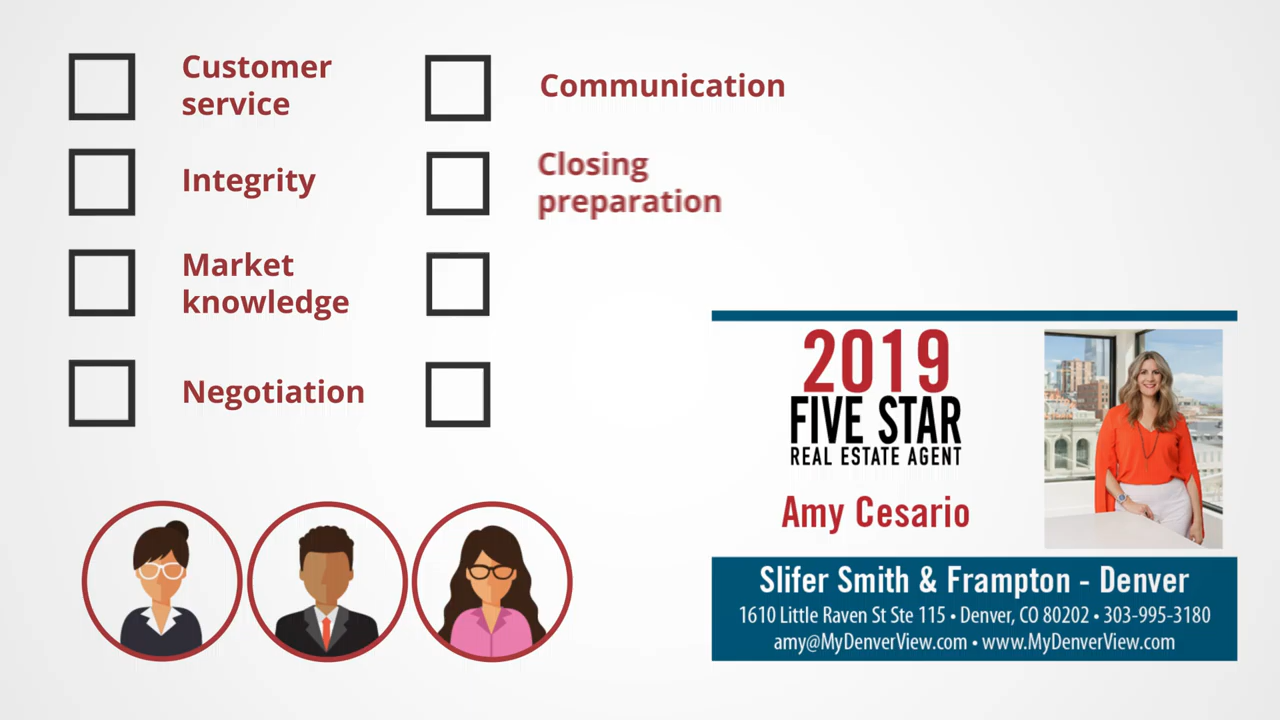 Customer
service
Communication
Integrity
Closing
preparation
Market
knowledge
Negotiation
2019
FIVE STAR
REAL ESTATE AGENT
Amy Cesario
Slifer Smith & Frampton - Denver
1610 Little Raven St Ste 115 • Denver, CO 80202 • 303-995-3180
amy@MyDenverView.com • www.MyDenverView.com